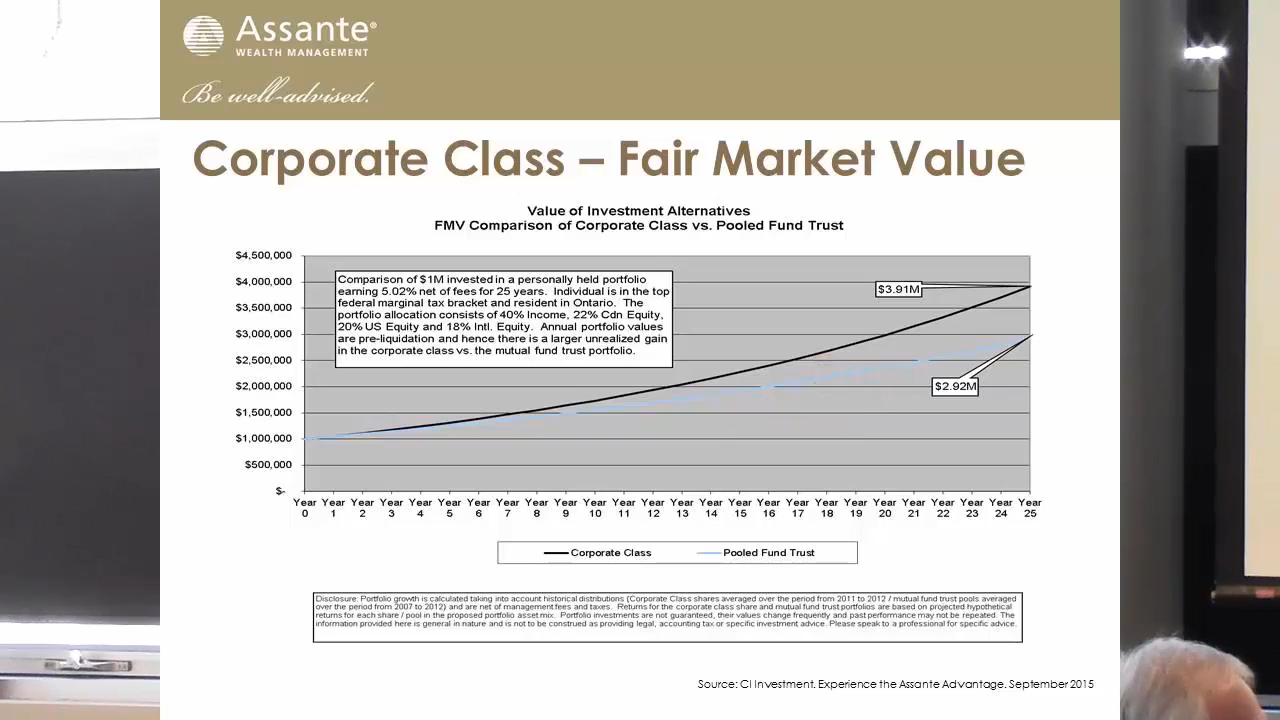 Assante®
WEALTH MANAGEMENT
Be well-advised.
Corporate Class – Fair Market Value
Value of Investment Alternatives
FMV Comparison of Corporate Class vs. Pooled Fund Trust
$4,500,000
$4,000,000
$3,500,000
$3,000,000
$2,500,000
$2,000,000
$1,500,000
$1,000,000
$500,000
$-
Comparison of $1M invested in a personally held portfolio
earning 5.02% net of fees for 25 years. Individual is in the top
federal marginal tax bracket and resident in Ontario. The
portfolio allocation consists of 40% Income, 22% Cdn Equity,
20% US Equity and 18% Intl. Equity. Annual portfolio values
are pre-liquidation and hence there is a larger unrealized gain
in the corporate class vs. the mutual fund trust portfolio.
$3.91M
$2.92M
Year Year Year Year Year Year Year Year Year Year Year Year Year Year Year Year Year Year Year Year Year Year Year Year Year Year
0 1 2 3 4 5 6 7 8 9 10 11 12 13 14 15 16 17 18 19 20 21 22 23 24 25
Corporate Class Pooled Fund Trust
Disclosure: Portfolio growth is calculated taking into account historical distributions (Corporate Class shares averaged over the period from 2011 to 2012 / mutual fund trust pools averaged
over the period from 2007 to 2012) and are net of management fees and taxes. Returns for the corporate class share and mutual fund trust portfolios are based on projected hypothetical
returns for each share / pool in the proposed portfolio asset mix. Portfolio investments are not guaranteed, their values change frequently and past performance may not be repeated. The
information provided here is general in nature and is not to be construed as providing legal, accounting tax or specific investment advice. Please speak to a professional for specific advice.
Source: CI Investment. Experience the Assante Advantage. September 2015